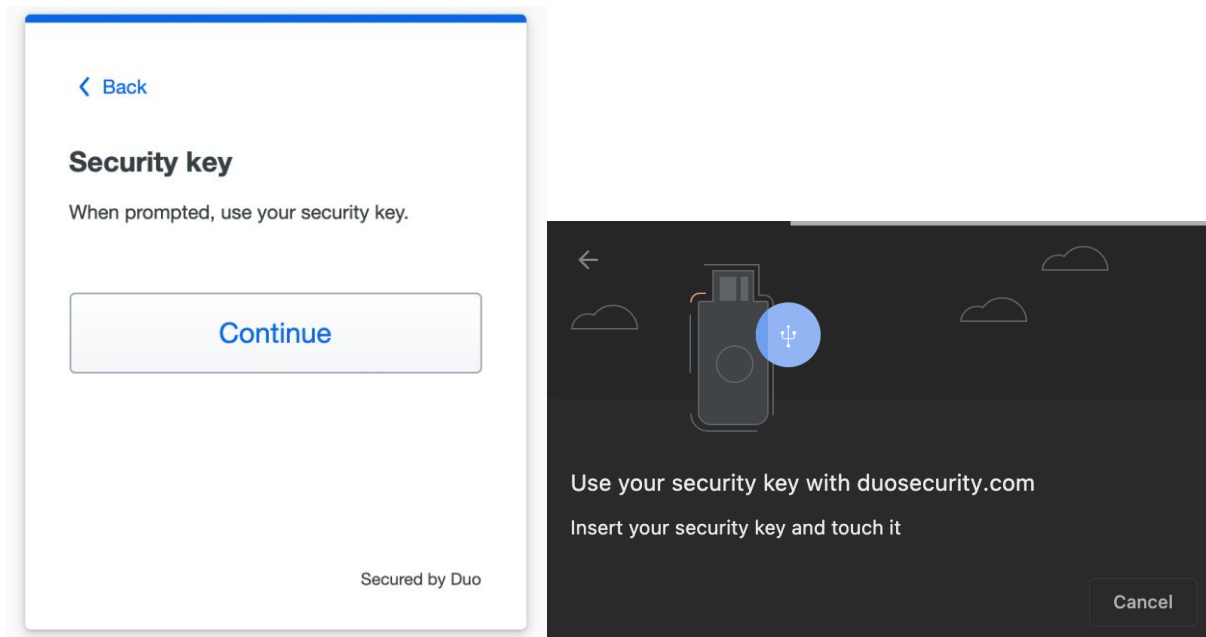 Back
Security key
When prompted, use your security key.
Continue
Secured by Duo
Use your security key with duosecurity.com
Insert your security key and touch it
Cancel